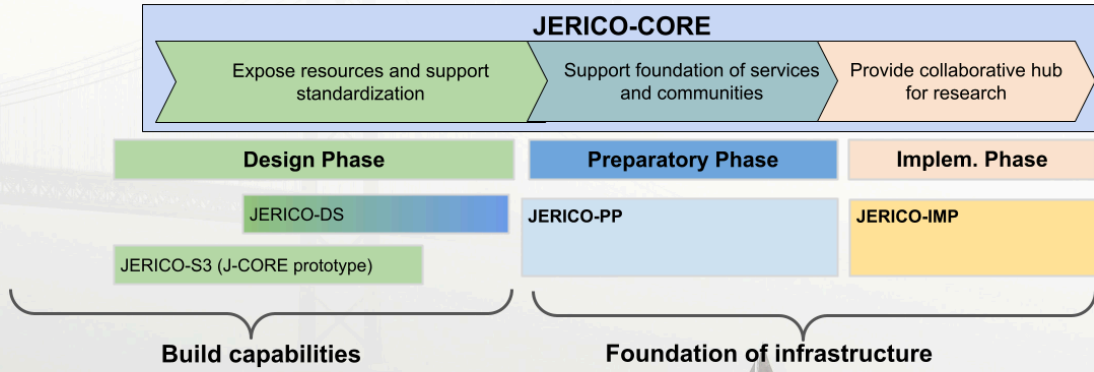 JERICO-CORE
Expose resources and support
standardization
Support foundation of services
and communities
Provide collaborative hub
for research
Design Phase
Preparatory Phase
Implem. Phase
JERICO-DS
JERICO-PP
JERICO-IMP
JERICO-S3 (J-CORE prototype)
Build capabilities
Foundation of infrastructure